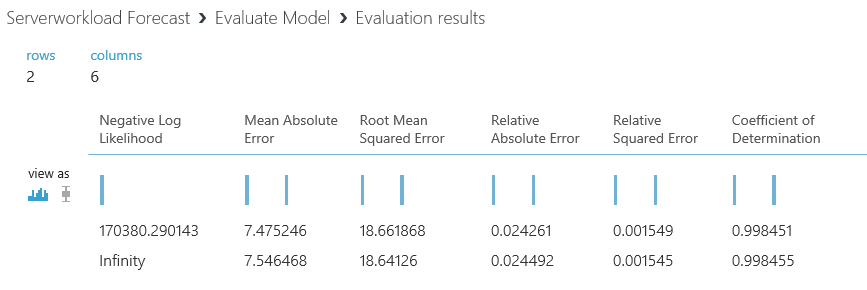 Serverworkload Forecast › Evaluate Model › Evaluation results
rows columns
2 6
Negative Log Mean Absolute Root Mean Relative Relative Coefficient of
Likelihood Error Squared Error Absolute Error Squared Error Determination
view as
170380.290143 7.475246 18.661868 0.024261 0.001549 0.998451
Infinity 7.546468 18.64126 0.024492 0.001545 0.998455